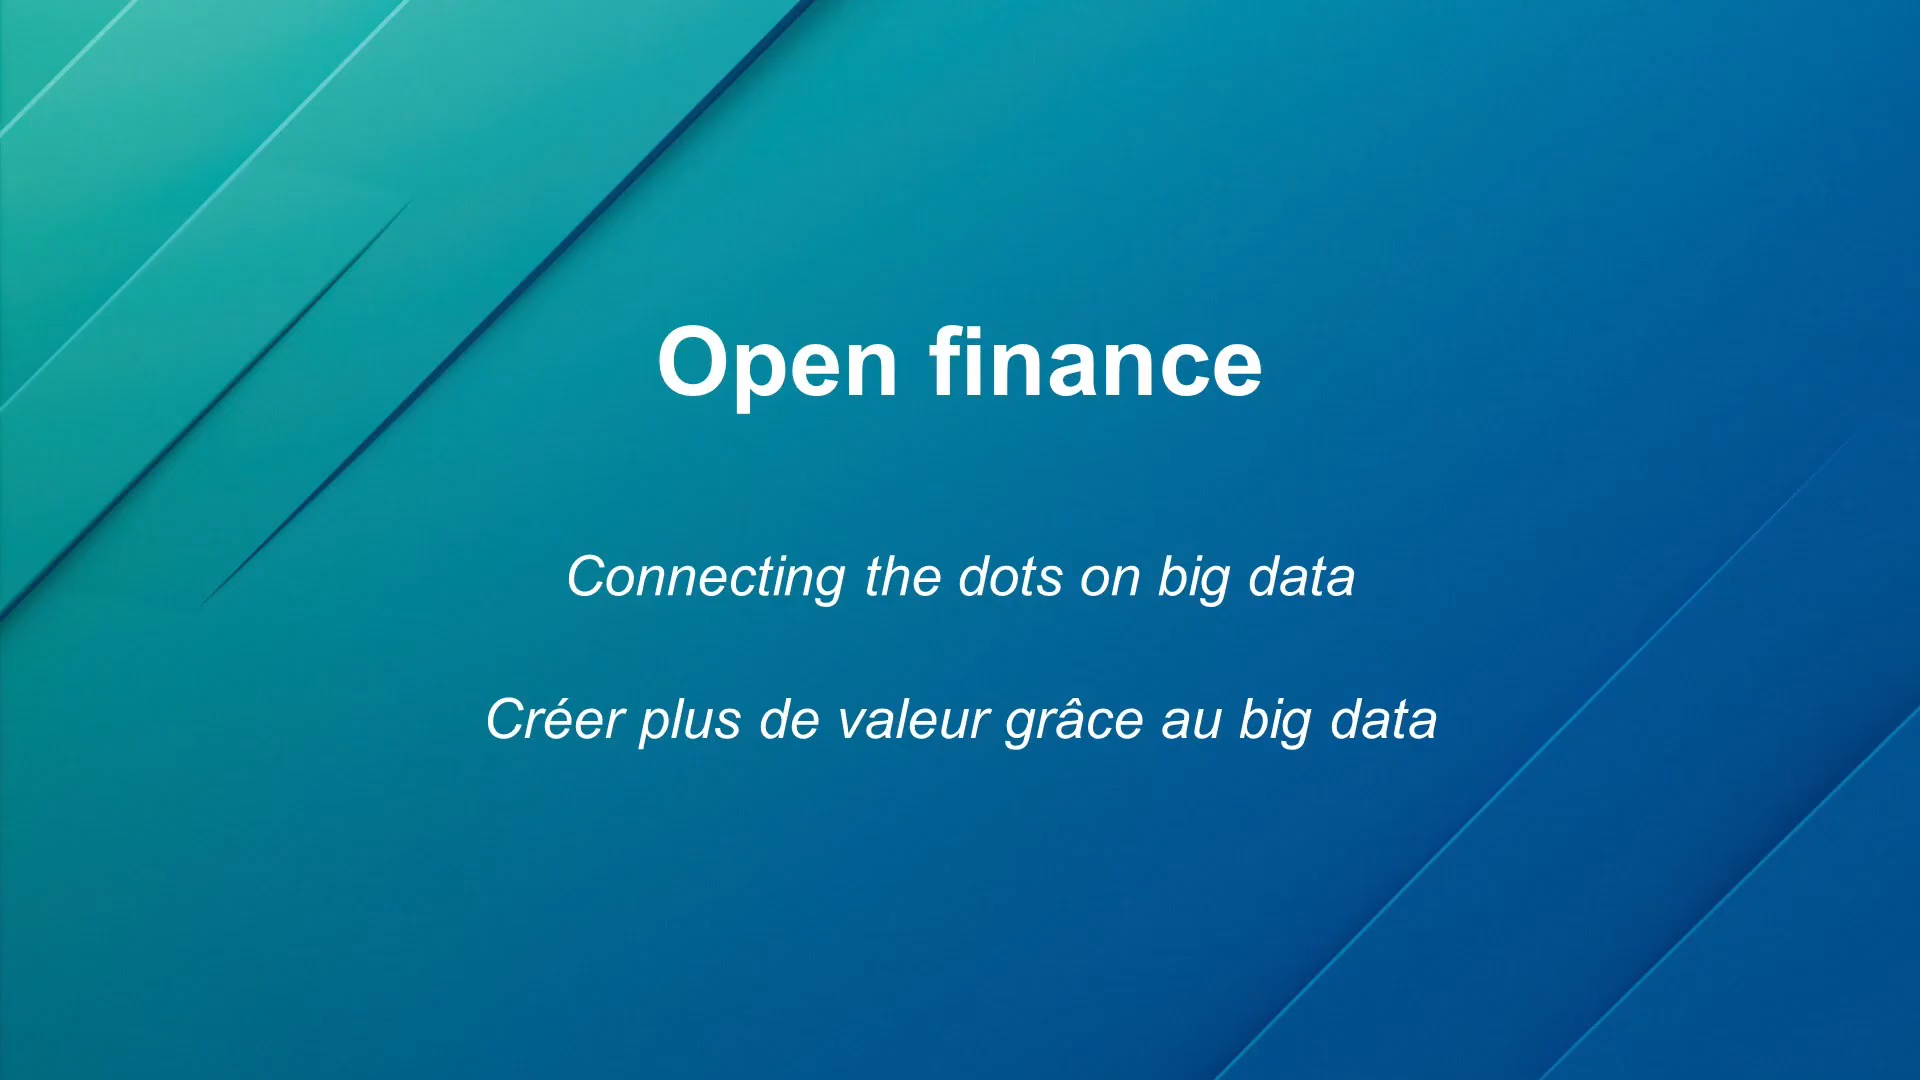 Open finance
Connecting the dots on big data
Créer plus de valeur grâce au big data